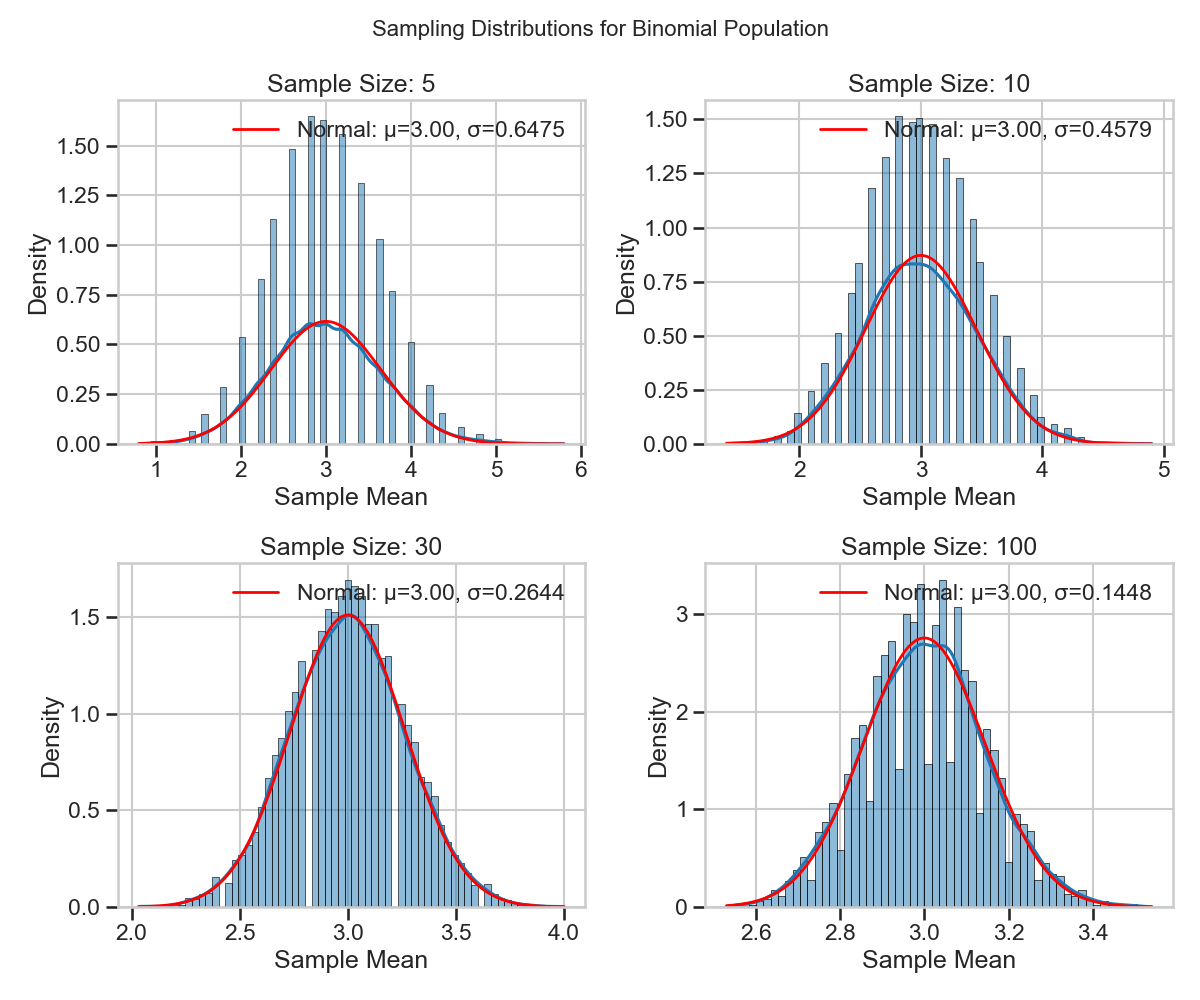 Sampling Distributions for Binomial Population
Sample Size: 5
Normal: μ=3.00, σ=0.6475
Density
1.50
1.25
1.00
0.75
0.50
0.25
0.00
1 2 3 4 5 6
Sample Mean
Sample Size: 10
Normal: μ=3.00, σ=0.4579
Density
1.50
1.25
1.00
0.75
0.50
0.25
0.00
2 3 4 5
Sample Mean
Sample Size: 30
Normal: μ=3.00, σ=0.2644
Density
1.5
1.0
0.5
0.0
2.0 2.5 3.0 3.5 4.0
Sample Mean
Sample Size: 100
Normal: μ=3.00, σ=0.1448
Density
3
2
1
0
2.6 2.8 3.0 3.2 3.4
Sample Mean